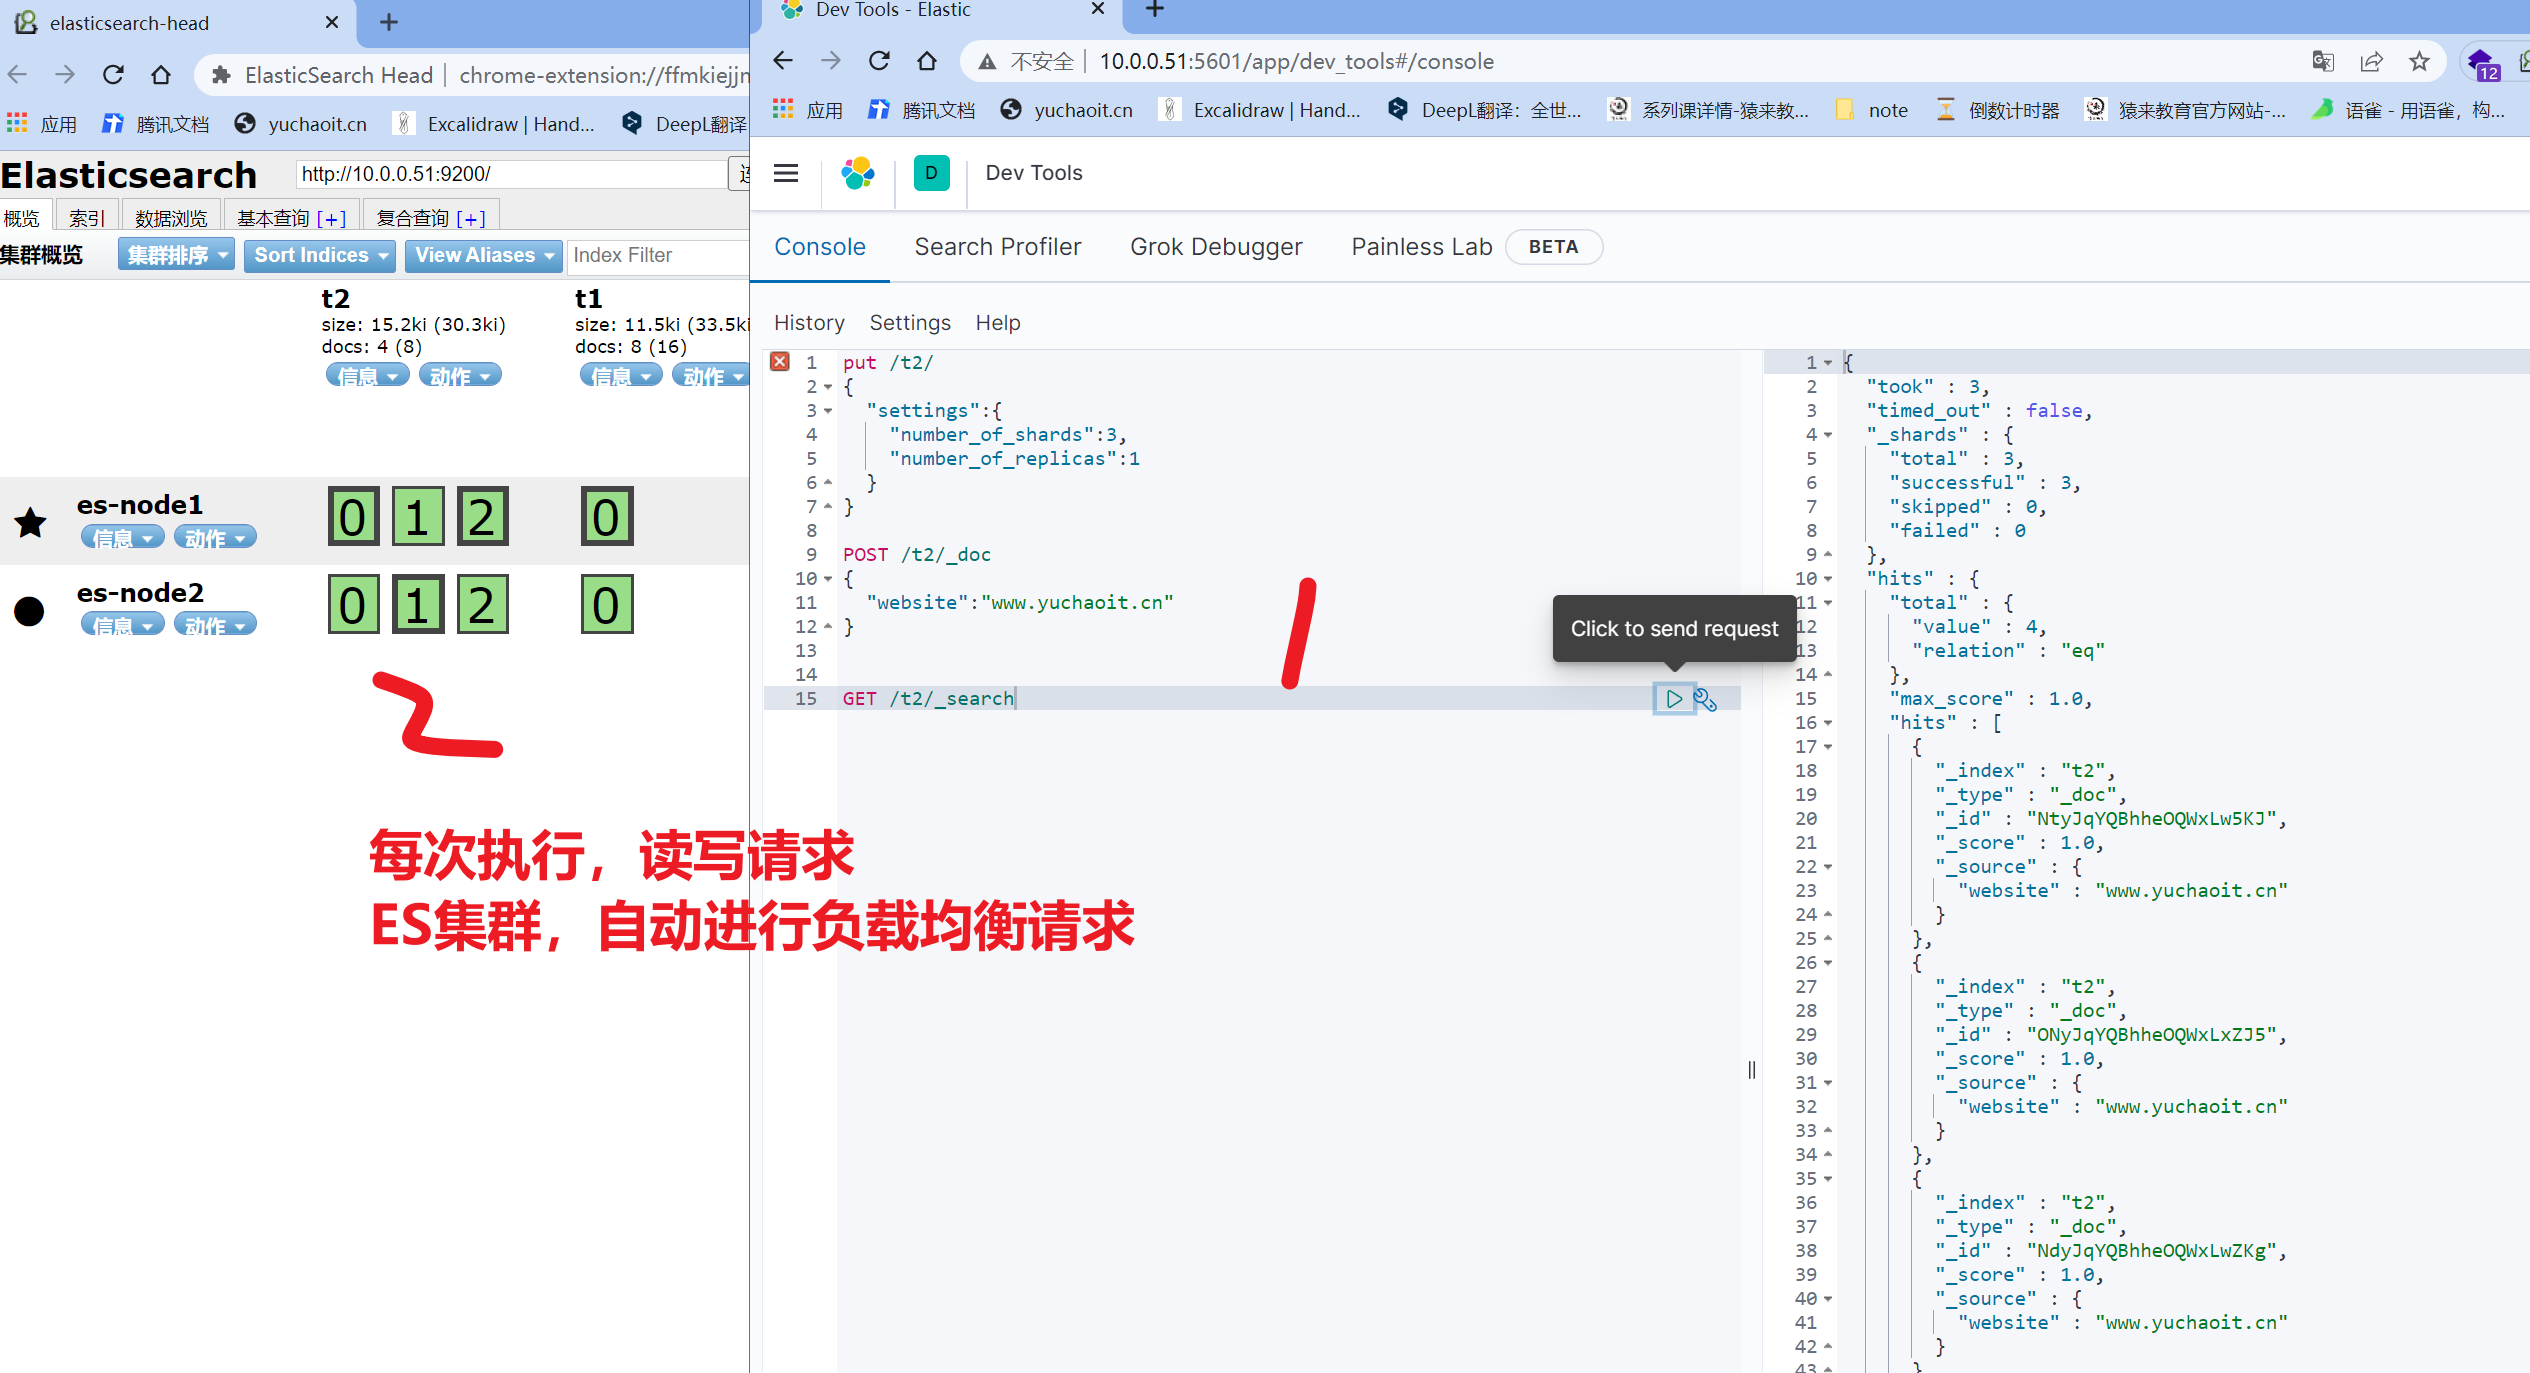 elasticsearch-head
ElasticSearch Head | chrome-extension://ffmkiejjn
应用
腾讯文档
yuchaoit.cn
Excalidraw | Hand...
DeepL翻译
Elasticsearch
http://10.0.0.51:9200/
概览
索引
数据浏览
基本查询 [+]
复合查询 [+]
集群概览
集群排序
Sort Indices
View Aliases
Index Filter
t2
size: 15.2ki (30.3ki)
docs: 4 (8)
信息
动作
t1
size: 11.5ki (33.5ki
docs: 8 (16)
信息
动作
es-node1
信息
动作
0 1 2 0
es-node2
信息
动作
0 1 2 0
2
每次执行，读写请求
ES集群，自动进行负载均衡请求
Dev Tools - Elastic
不安全 | 10.0.0.51:5601/app/dev_tools#/console
12
应用
腾讯文档
yuchaoit.cn
Excalidraw | Hand...
DeepL翻译：全世...
系列课详情-猿来教...
note
倒数计时器
猿来教育官方网站-...
语雀 - 用语雀，构...
D
Dev Tools
Console
Search Profiler
Grok Debugger
Painless Lab
BETA
History
Settings
Help
1 put /t2/
2 {
3 "settings":{
4 "number_of_shards":3,
5 "number_of_replicas":1
6 }
7 }
8
9 POST /t2/_doc
10 {
11 "website":"www.yuchaoit.cn"
12 }
13
14
15 GET /t2/_search
1
Click to send request
1 {
2 "took" : 3,
3 "timed_out" : false,
4 "_shards" : {
5 "total" : 3,
6 "successful" : 3,
7 "skipped" : 0,
8 "failed" : 0
9 },
10 "hits" : {
11 "total" : {
12 "value" : 4,
13 "relation" : "eq"
14 },
15 "max_score" : 1.0,
16 "hits" : [
17 {
18 "_index" : "t2",
19 "_type" : "_doc",
20 "_id" : "NtyJqYQBhheOQWxLw5KJ",
21 "_score" : 1.0,
22 "_source" : {
23 "website" : "www.yuchaoit.cn"
24 }
25 },
26 {
27 "_index" : "t2",
28 "_type" : "_doc",
29 "_id" : "ONyJqYQBhheOQWxLxZJ5",
30 "_score" : 1.0,
31 "_source" : {
32 "website" : "www.yuchaoit.cn"
33 }
34 },
35 {
36 "_index" : "t2",
37 "_type" : "_doc",
38 "_id" : "NdyJqYQBhheOQWxLwZKg",
39 "_score" : 1.0,
40 "_source" : {
41 "website" : "www.yuchaoit.cn"
42 }
43 }